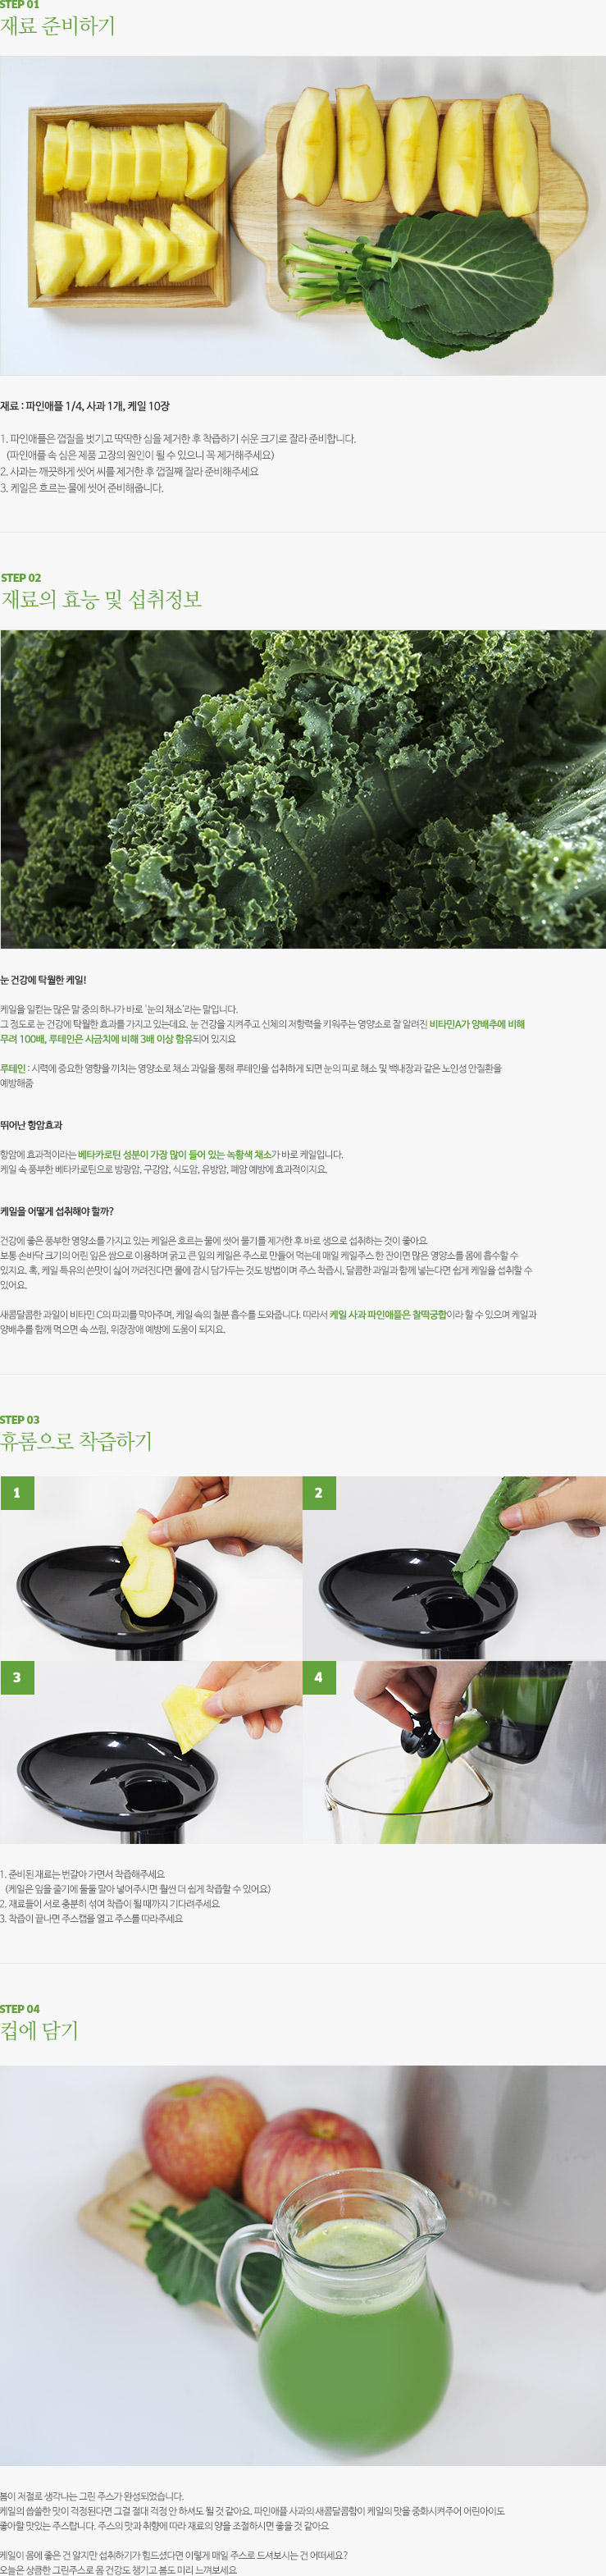 STEP 01
재료 준비하기
재료 : 파인애플 1/4, 사과 1개, 케일 10장
1. 파인애플은 껍질을 벗기고 딱딱한 심을 제거한 후 착즙하기 쉬운 크기로 잘라 준비합니다.
(파인애플 속 심은 제품 고장의 원인이 될 수 있으니 꼭 제거해주세요)
2. 사과는 깨끗하게 씻어 씨를 제거한 후 껍질째 잘라 준비해주세요
3. 케일은 흐르는 물에 씻어 준비해줍니다.
STEP 02
재료의 효능 및 섭취정보
눈 건강에 탁월한 케일!
케일을 일컫는 많은 말 중의 하나가 바로 '눈의 채소'라는 말입니다.
그 정도로 눈 건강에 탁월한 효과를 가지고 있는데요. 눈 건강을 지켜주고 신체의 저항력을 키워주는 영양소로 잘 알려진 비타민A가 양배추에 비해
무려 100배, 루테인은 시금치에 비해 3배 이상 함유되어 있지요
루테인 : 시력에 중요한 영향을 끼치는 영양소로 채소 과일을 통해 루테인을 섭취하게 되면 눈의 피로 해소 및 백내장과 같은 노인성 안질환을
예방해줌
뛰어난 항암효과
항암에 효과적이라는 베타카로틴 성분이 가장 많이 들어 있는 녹황색 채소가 바로 케일입니다.
케일 속 풍부한 베타카로틴으로 방광암, 구강암, 식도암, 유방암, 폐암 예방에 효과적이지요.
케일을 어떻게 섭취해야 할까?
건강에 좋은 풍부한 영양소를 가지고 있는 케일은 흐르는 물에 씻어 물기를 제거한 후 바로 생으로 섭취하는 것이 좋아요
보통 손바닥 크기의 어린 잎은 쌈으로 이용하며 굵고 큰 잎의 케일은 주스로 만들어 먹는데 매일 케일주스 한 잔이면 많은 영양소를 몸에 흡수할 수
있지요. 혹, 케일 특유의 쓴맛이 싫어 꺼려진다면 물에 잠시 담가두는 것도 방법이며 주스 착즙시, 달콤한 과일과 함께 넣는다면 쉽게 케일을 섭취할 수
있어요.
새콤달콤한 과일이 비타민 C의 파괴를 막아주며, 케일 속의 철분 흡수를 도와줍니다. 따라서 케일 사과 파인애플은 찰떡궁합이라 할 수 있으며 케일과
양배추를 함께 먹으면 속 쓰림, 위장장애 예방에 도움이 되지요.
STEP 03
휴롬으로 착즙하기
1
2
3
4
1. 준비된 재료는 번갈아 가면서 착즙해주세요
(케일은 잎을 줄기에 돌돌 말아 넣어주시면 훨씬 더 쉽게 착즙할 수 있어요)
2. 재료들이 서로 충분히 섞여 착즙이 될 때까지 기다려주세요
3. 착즙이 끝나면 주스캡을 열고 주스를 따라주세요
STEP 04
컵에 담기
봄이 저절로 생각나는 그린 주스가 완성되었습니다.
케일의 씁쓸한 맛이 걱정된다면 그걸 절대 걱정 안 하셔도 될 것 같아요. 파인애플 사과의 새콤달콤함이 케일의 맛을 중화시켜주어 어린아이도
좋아할 맛있는 주스랍니다. 주스의 맛과 취향에 따라 재료의 양을 조절하시면 좋을 것 같아요
케일이 몸에 좋은 건 알지만 섭취하기가 힘드셨다면 이렇게 매일 주스로 드셔보시는 건 어떠세요?
오늘은 상큼한 그린주스로 몸 건강도 챙기고 봄도 미리 느껴보세요